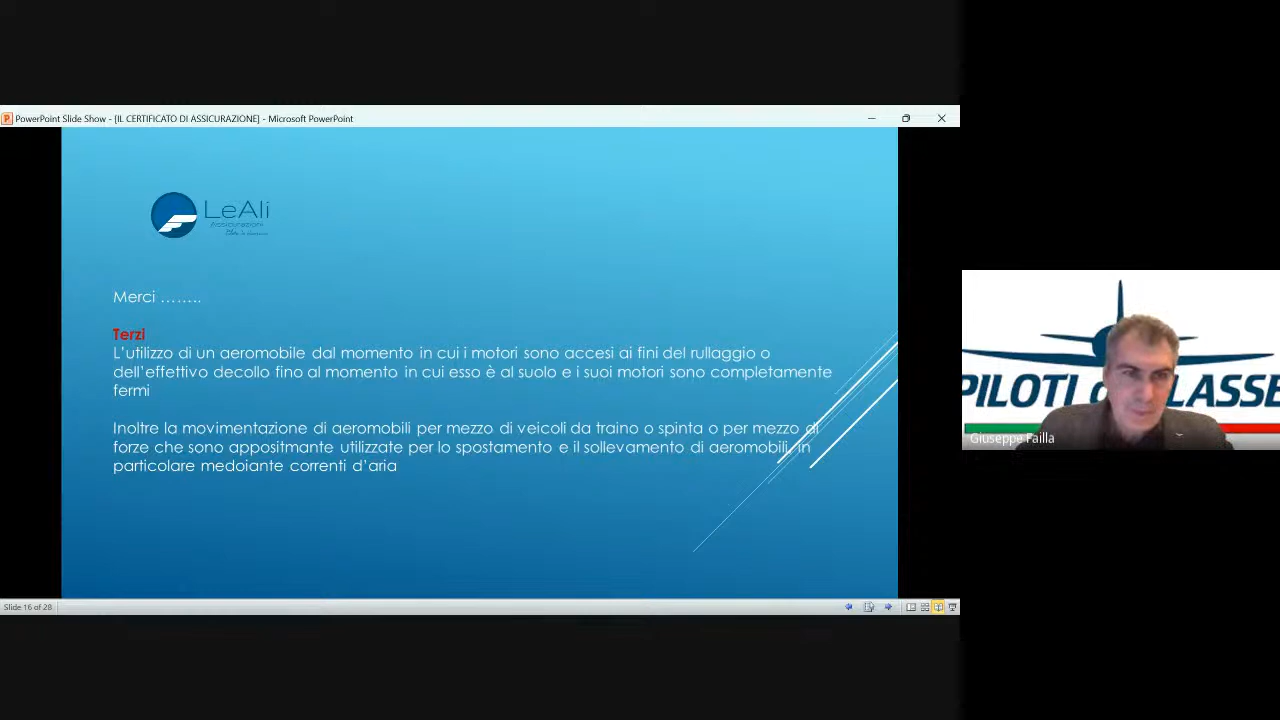 PowerPoint Slide Show - [IL CERTIFICATO DI ASSICURAZIONE] - Microsoft PowerPoint
LeAli
Assicurazioni
Merci ……..
Terzi
L'utilizzo di un aeromobile dal momento in cui i motori sono accesi ai fini del rullaggio o
dell'effettivo decollo fino al momento in cui esso è al suolo e i suoi motori sono completamente
fermi
Inoltre la movimentazione di aeromobili per mezzo di veicoli da traino o spinta o per mezzo di
forze che sono appositmante utilizzate per lo spostamento e il sollevamento di aeromobili, in
particolare medoiante correnti d'aria
PILOTI LASSE
Giuseppe Failla
Slide 16 of 28